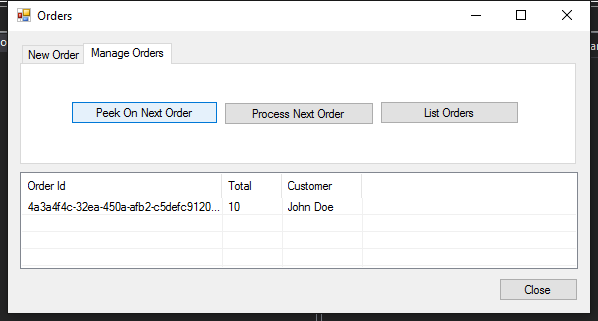 Orders
New Order Manage Orders
Peek On Next Order Process Next Order List Orders
Order Id Total Customer
4a3a4f4c-32ea-450a-afb2-c5defc9120... 10 John Doe
Close